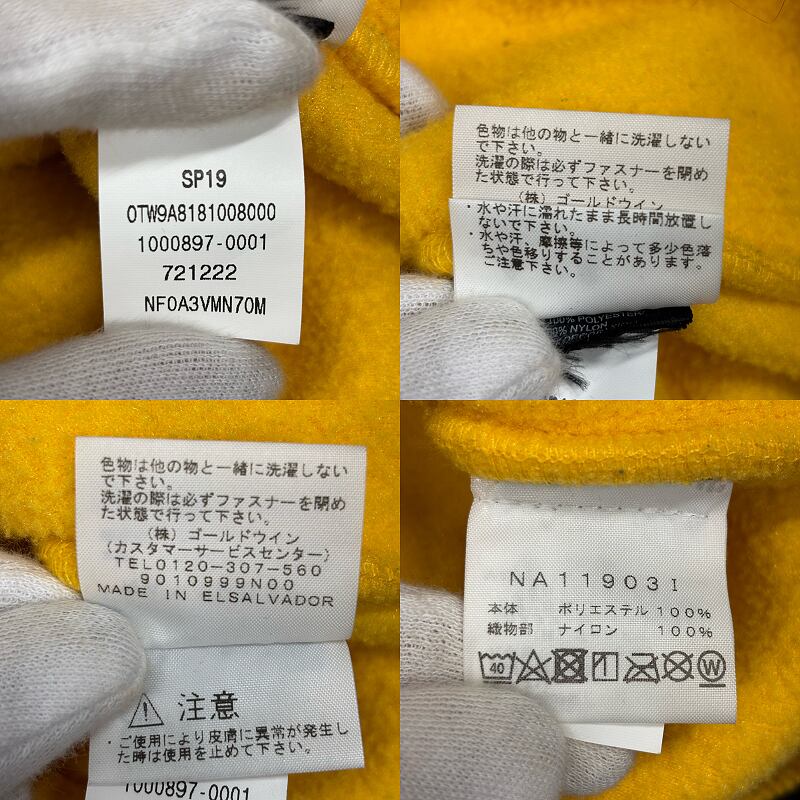 SP19
OTW9A8181008000
1000897-0001
721222
NF0A3VMN70M
色物は他の物と一緒に洗濯しない
で下さい。
洗濯の際は必ずファスナーを閉め
た状態で行って下さい。
(株) ゴールドウイン
・水や汗に濡れたまま長時間放置し
ないで下さい。
・水や汗、摩擦等によって多少色落
ちや色移りすることがあります。
ご注意下さい。
100% POLYESTER
% NYLON
色物は他の物と一緒に洗濯しない
で下さい。
洗濯の際は必ずファスナーを閉め
た状態で行って下さい。
(株) ゴールドウイン
(カスタマーサービスセンター)
TEL0120-307-560
9010999N00
MADE IN ELSALVADOR
注意
・ご使用により皮膚に異常が発生し
た時は使用を止めて下さい。
1000897-0001
NA11903I
本体 ポリエステル 100%
織物部 ナイロン 100%
40
W